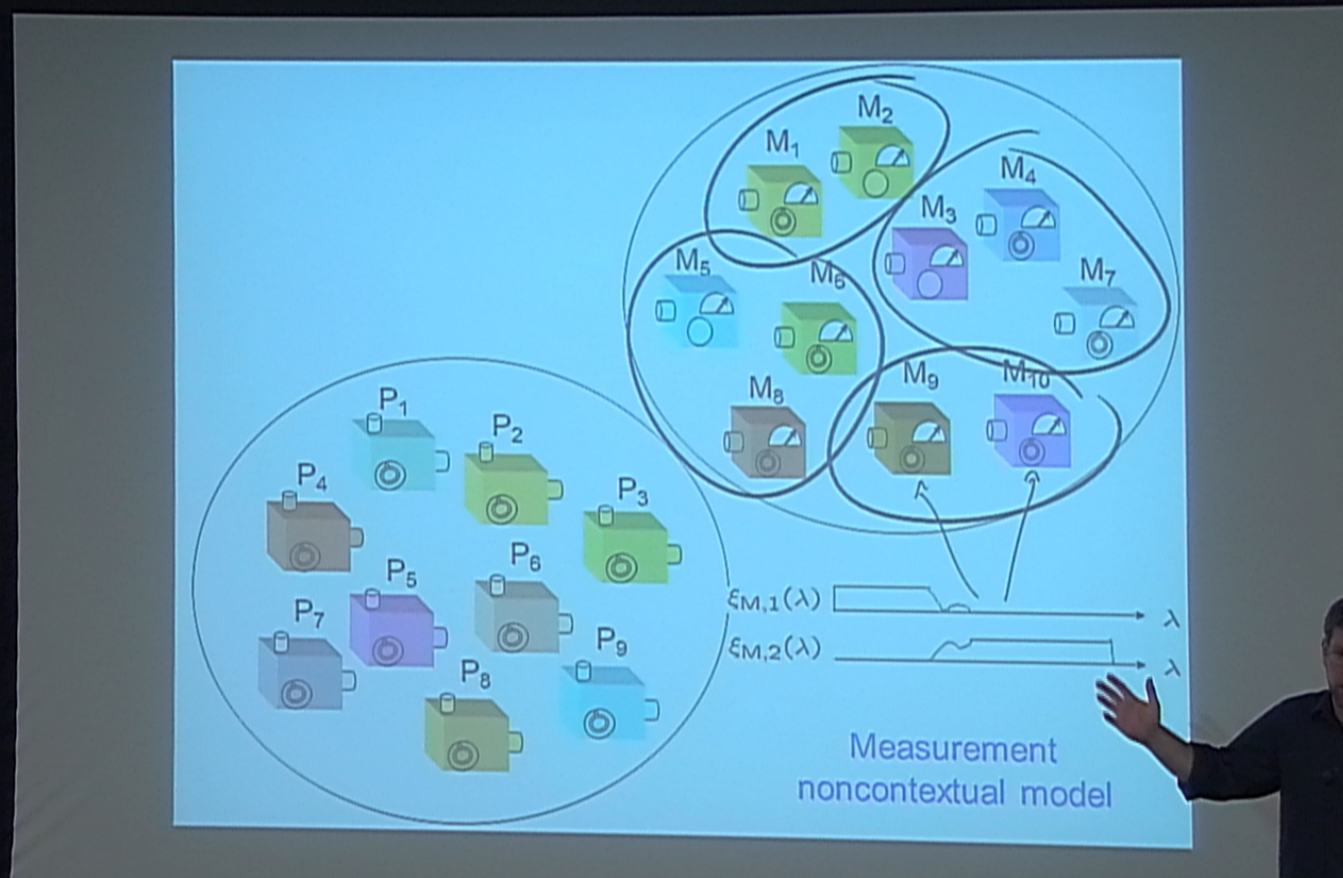 M₂
M₁
M₄
M₃
M₅
M₆
M₇
M₈
M₉
M₁₀
P₁
P₂
P₄
P₃
P₅
P₆
P₇
P₉
P₈
ξM,1(λ)
λ
ξM,2(λ)
λ
Measurement
noncontextual model